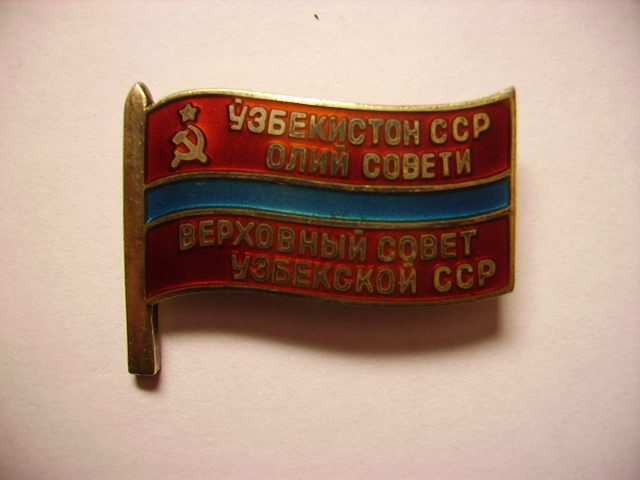 ЎЗБЕКИСТОН ССР
ОЛИЙ СОВЕТИ
ВЕРХОВНЫЙ СОВЕТ
УЗБЕКСКОЙ ССР